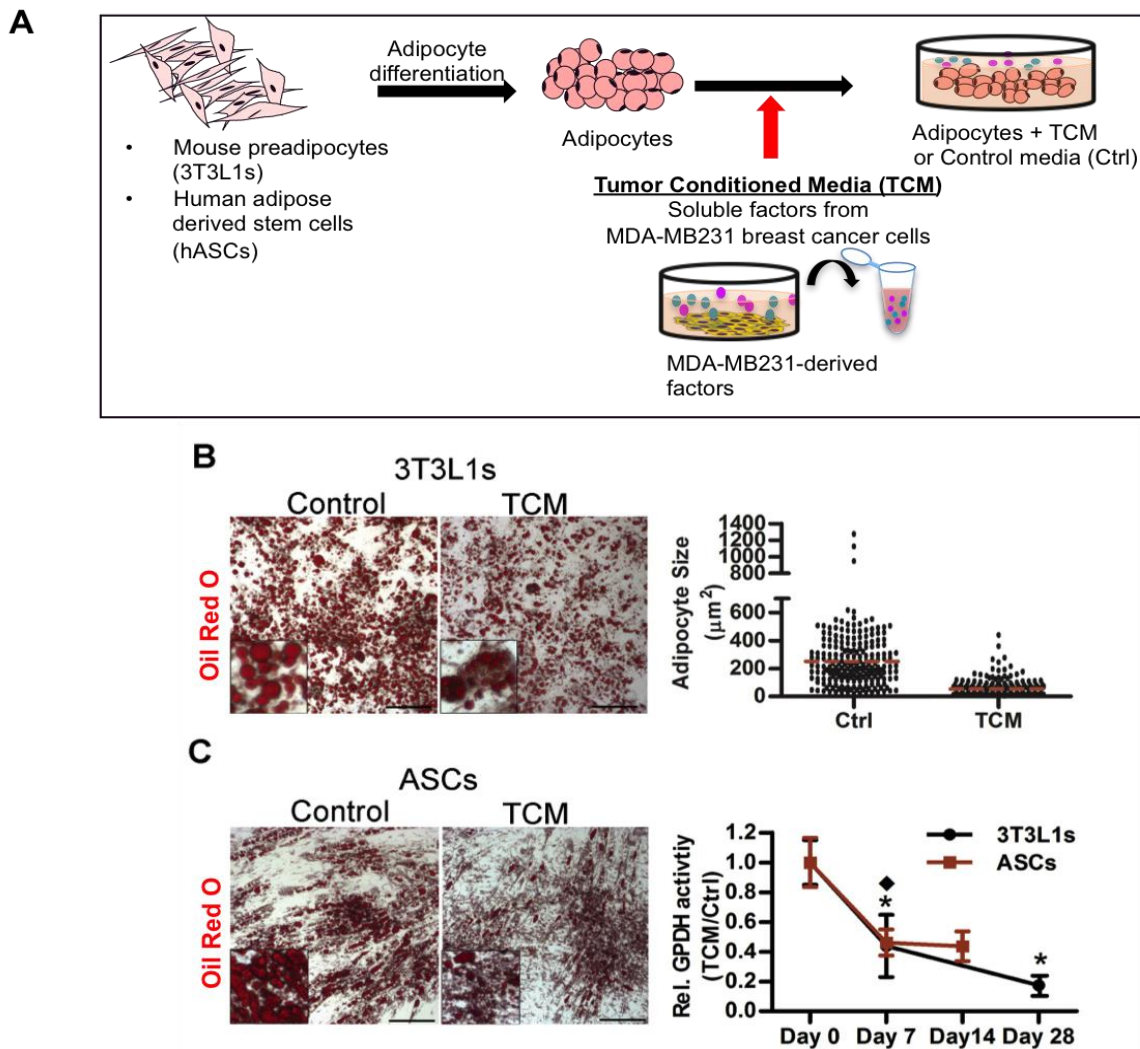 A
Adipocyte
differentiation
Adipocytes
Adipocytes + TCM
or Control media (Ctrl)
• Mouse preadipocytes
(3T3L1s)
• Human adipose
derived stem cells
(hASCs)
Tumor Conditioned Media (TCM)
Soluble factors from
MDA-MB231 breast cancer cells
MDA-MB231-derived
factors
B
3T3L1s
Control TCM
Oil Red O
Adipocyte Size
(µm²)
1400
1200
1000
800
600
400
200
0
Ctrl TCM
C
ASCs
Control TCM
Oil Red O
Rel. GPDH activtiy
(TCM/Ctrl)
1.2
1.0
0.8
0.6
0.4
0.2
0.0
3T3L1s
ASCs
◆
*
*
Day 0 Day 7 Day14 Day 28